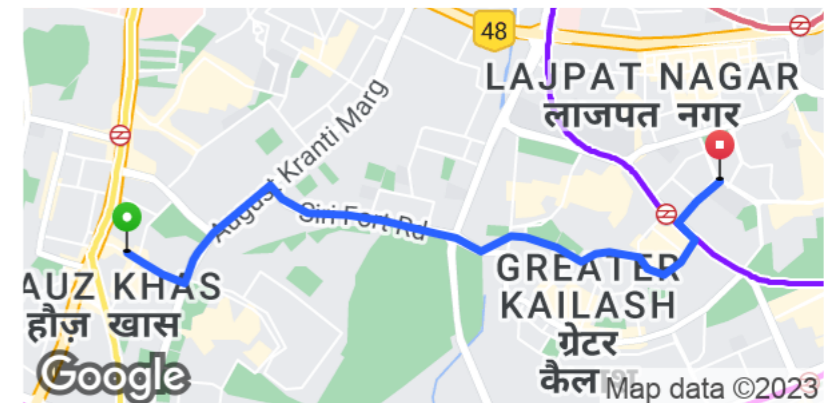 48
LAJPAT NAGAR
लाजपत नगर
August Kranti Marg
Siri Fort Rd
AUZ KHAS
हौज़ खास
GREATER
KAILASH
ग्रेटर
कैल
Google
Map data ©2023